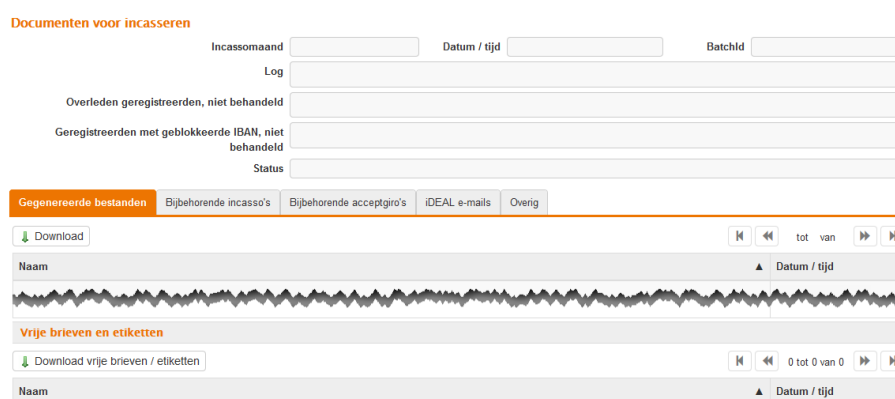 Documenten voor incasseren
Incassomaand Datum / tijd BatchId
Log
Overleden geregistreerden, niet behandeld
Geregistreerden met geblokkeerde IBAN, niet
behandeld
Status
Gegenereerde bestanden Bijbehorende incasso's Bijbehorende acceptgiro's iDEAL e-mails Overig
Download tot van
Naam ▲ Datum / tijd
Vrije brieven en etiketten
Download vrije brieven / etiketten 0 tot 0 van 0
Naam ▲ Datum / tijd